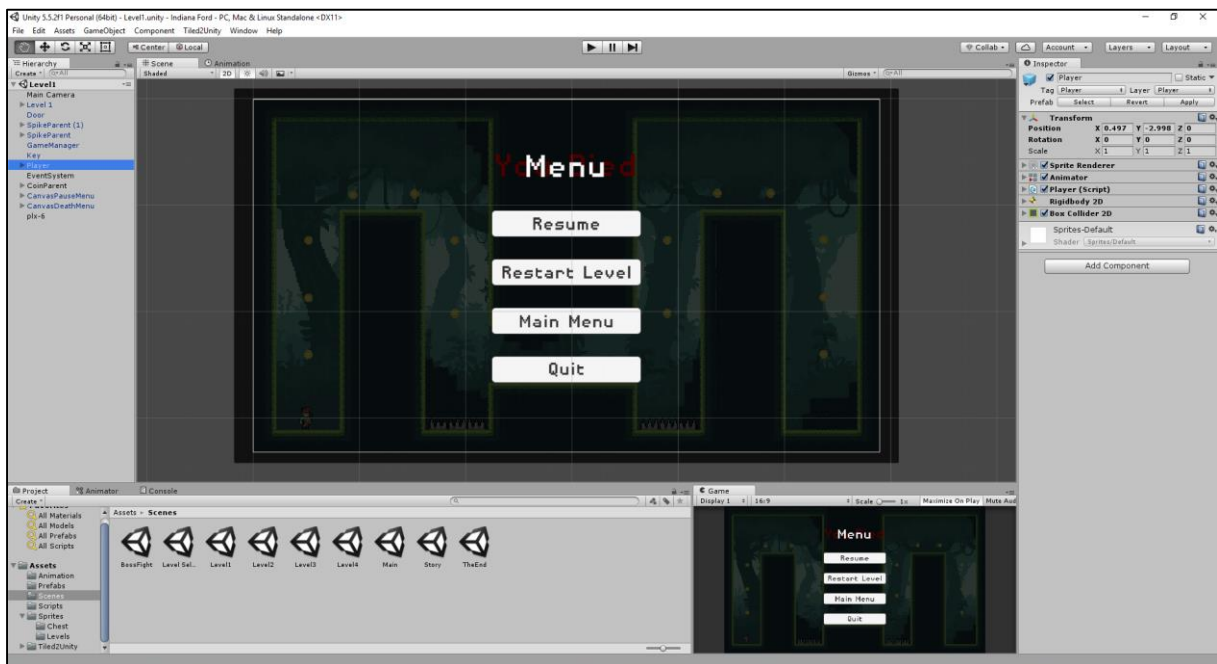 Unity 5.5.2f1 Personal (64bit) - Level1.unity - Indiana Ford - PC, Mac & Linux Standalone <DX11>
File Edit Assets GameObject Component Tiled2Unity Window Help
Center Local Collab Account Layers Layout
Hierarchy
Create All
Level1
Main Camera
Level 1
Door
SpikeParent (1)
SpikeParent
GameManager
Key
Player
EventSystem
CoinParent
CanvasPauseMenu
CanvasDeathMenu
plx-6
Scene Animation
Shaded 2D Gizmos All
Menu
Resume
Restart Level
Main Menu
Quit
Inspector
Player Static
Tag Player Layer Player
Prefab Select Revert Apply
Transform
Position X 0.497 Y -2.998 Z 0
Rotation X 0 Y 0 Z 0
Scale X 1 Y 1 Z 1
Sprite Renderer
Animator
Player (Script)
Rigidbody 2D
Box Collider 2D
Sprites-Default
Shader Sprites/Default
Add Component
Project Animator Console
Create
All Materials
All Models
All Prefabs
All Scripts
Assets
Animation
Prefabs
Scenes
Scripts
Sprites
Chest
Levels
Tiled2Unity
Assets Scenes
BossFight Level Sel... Level1 Level2 Level3 Level4 Main Story TheEnd
Game
Display 1 16:9 Scale 1x Maximize On Play Mute Aud
Menu
Resume
Restart Level
Main Menu
Quit